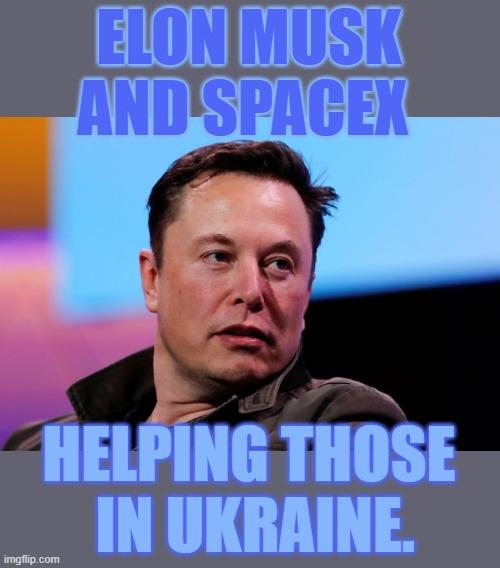 ELON MUSK
AND SPACEX
HELPING THOSE
IN UKRAINE.
imgflip.com